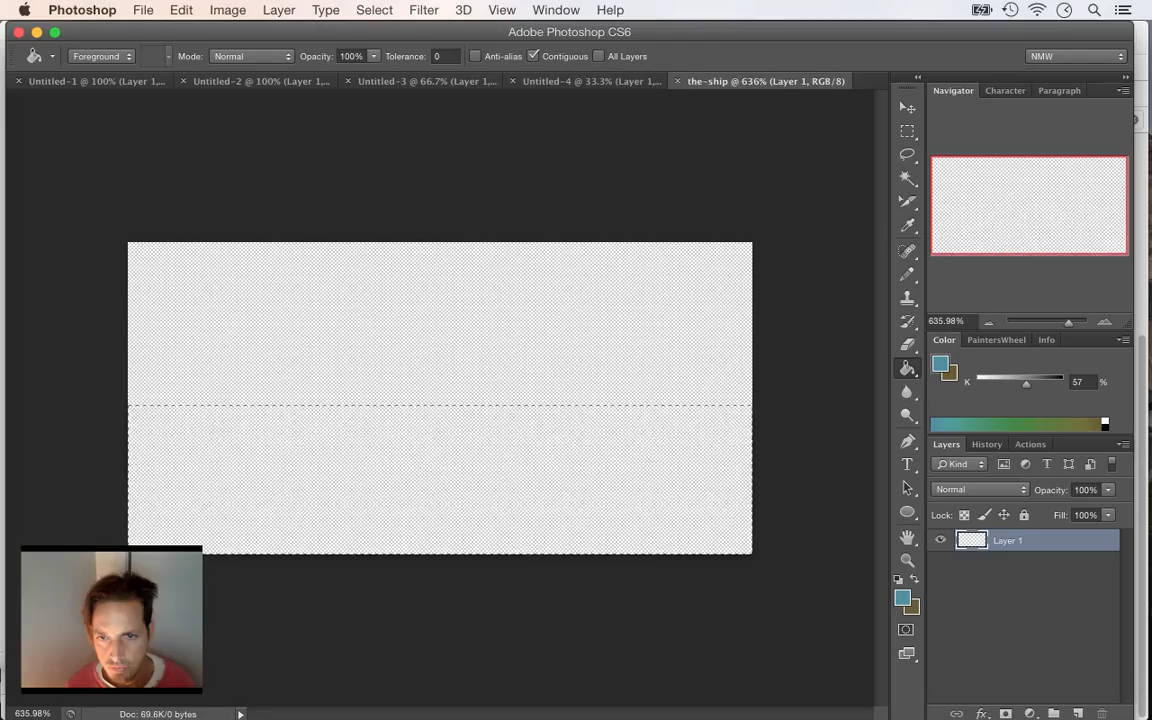 Photoshop File Edit Image Layer Type Select Filter 3D View Window Help
Adobe Photoshop CS6
Foreground Mode: Normal Opacity: 100% Tolerance: 0 Anti-alias Contiguous All Layers NMW
Untitled-1 @ 100% (Layer 1,... Untitled-2 @ 100% (Layer 1,... Untitled-3 @ 66.7% (Layer 1,... Untitled-4 @ 33.3% (Layer 1,... the-ship @ 636% (Layer 1, RGB/8)
Navigator Character Paragraph
635.98%
Color PaintersWheel Info
K 57 %
Layers History Actions
Kind
Normal Opacity: 100%
Lock: Fill: 100%
Layer 1
635.98% Doc: 69.6K/0 bytes